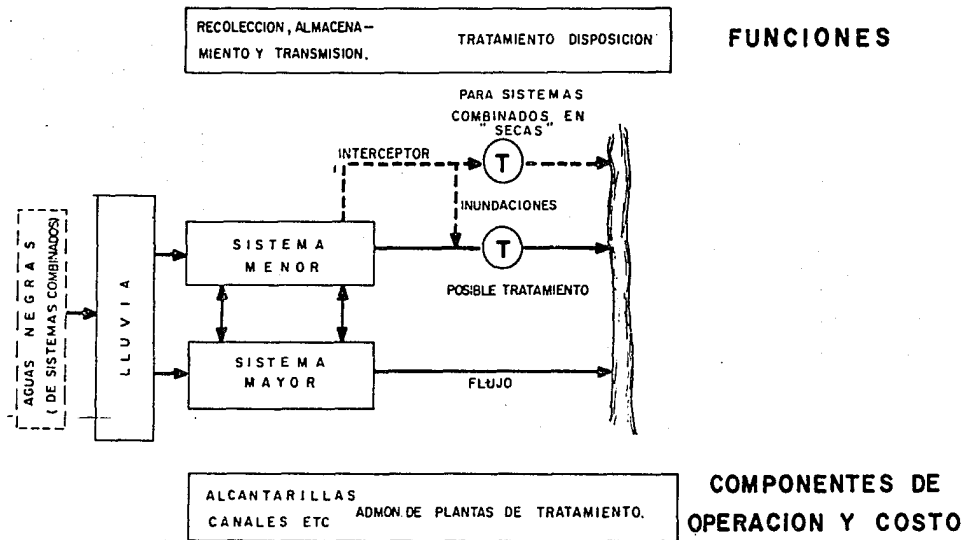 RECOLECCION, ALMACENA-
MIENTO Y TRANSMISION.
TRATAMIENTO DISPOSICION
FUNCIONES
PARA SISTEMAS
COMBINADOS EN
"SECAS"
INTERCEPTOR
T
INUNDACIONES
AGUAS NEGRAS
(DE SISTEMAS COMBINADOS)
LLUVIA
SISTEMA
MENOR
T
POSIBLE TRATAMIENTO
SISTEMA
MAYOR
FLUJO
ALCANTARILLAS
CANALES ETC
ADMON. DE PLANTAS DE TRATAMIENTO.
COMPONENTES DE
OPERACION Y COSTO